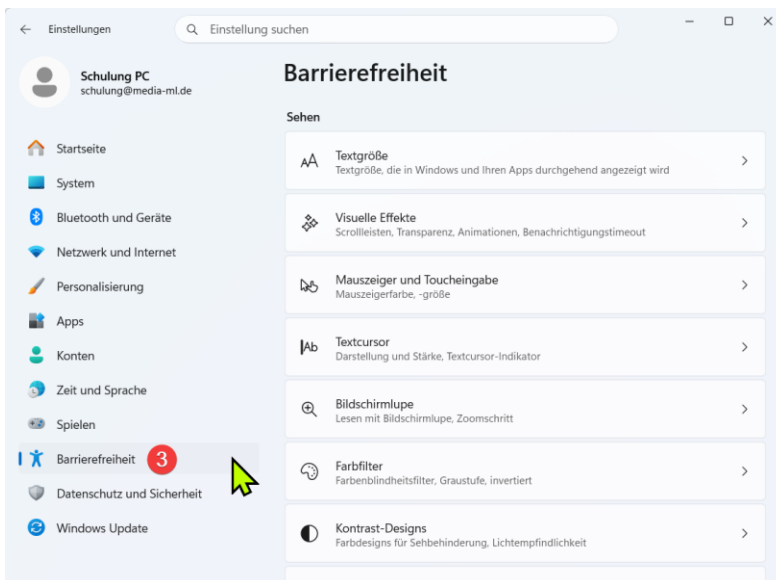 Einstellungen
Einstellung suchen
Schulung PC
schulung@media-ml.de
Startseite
System
Bluetooth und Geräte
Netzwerk und Internet
Personalisierung
Apps
Konten
Zeit und Sprache
Spielen
Barrierefreiheit
3
Datenschutz und Sicherheit
Windows Update
Barrierefreiheit
Sehen
AA
Textgröße
Textgröße, die in Windows und Ihren Apps durchgehend angezeigt wird
Visuelle Effekte
Scrollleisten, Transparenz, Animationen, Benachrichtigungstimeout
Mauszeiger und Toucheingabe
Mauszeigerfarbe, -größe
Ab
Textcursor
Darstellung und Stärke, Textcursor-Indikator
Bildschirmlupe
Lesen mit Bildschirmlupe, Zoomschritt
Farbfilter
Farbenblindheitsfilter, Graustufe, invertiert
Kontrast-Designs
Farbdesigns für Sehbehinderung, Lichtempfindlichkeit